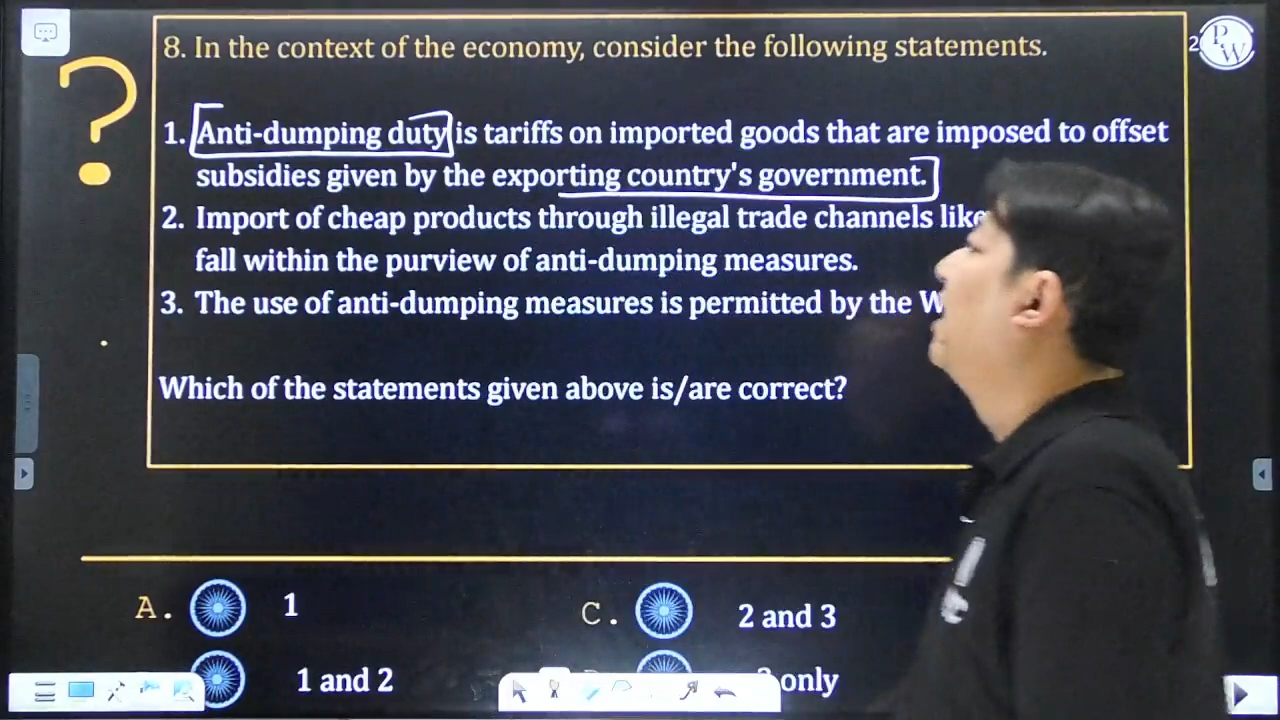 8. In the context of the economy, consider the following statements.
2
PW
1. Anti-dumping duty is tariffs on imported goods that are imposed to offset
subsidies given by the exporting country's government.
2. Import of cheap products through illegal trade channels like
fall within the purview of anti-dumping measures.
3. The use of anti-dumping measures is permitted by the
Which of the statements given above is/are correct?
A. 1
C. 2 and 3
1 and 2
only